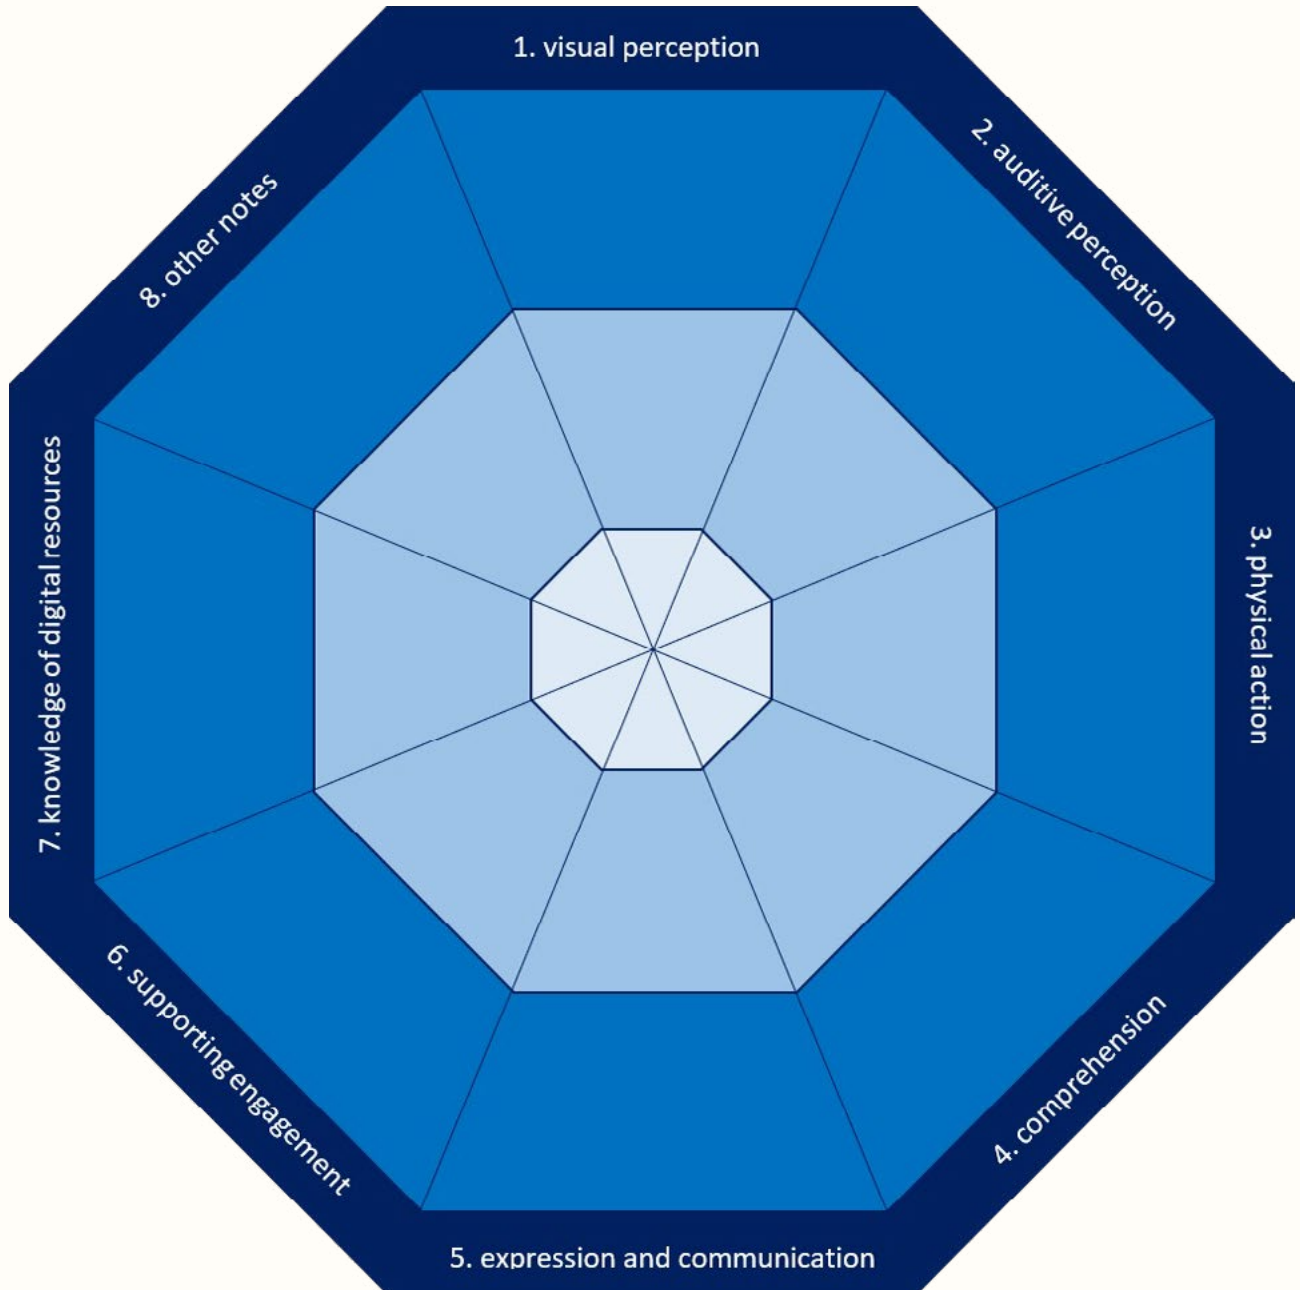 1. visual perception
2. auditive perception
3. physical action
4. comprehension
5. expression and communication
6. supporting engagement
7. knowledge of digital resources
8. other notes